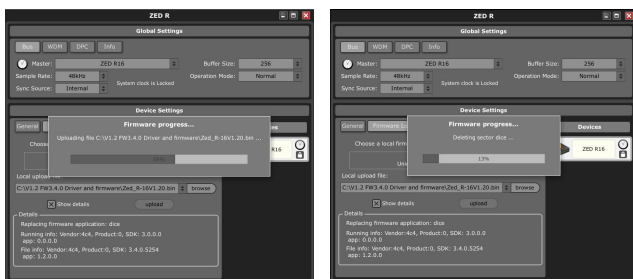 ZED R
Global Settings
Bus WDM DPC Info
Master: ZED R16 Buffer Size: 256
Sample Rate: 48kHz Operation Mode: Normal
System clock is Locked
Sync Source: Internal
Device Settings
General
Firmware progress...
Uploading file C:\V1.2 FW3.4.0 Driver and firmware\Zed_R-16V1.20.bin ...
Choose
R16
Local upload file:
C:\V1.2 FW3.4.0 Driver and firmware\Zed_R-16V1.20.bin browse
Show details upload
Details
Replacing firmware application: dice
Running info: Vendor:4c4, Product:0, SDK: 3.0.0.0
app: 0.0.0.0
File info: Vendor:4c4, Product:0, SDK: 3.4.0.5254
app: 1.2.0.0
ZED R
Global Settings
Bus WDM DPC Info
Master: ZED R16 Buffer Size: 256
Sample Rate: 48kHz Operation Mode: Normal
System clock is Locked
Sync Source: Internal
Device Settings
General Firmware
Firmware progress...
Devices
Deleting sector dice ...
Choose a local firm
ZED R16
13%
Local upload file:
C:\V1.2 FW3.4.0 Driver and firmware\Zed_R-16V1.20.bin browse
Show details upload
Details
Replacing firmware application: dice
Running info: Vendor:4c4, Product:0, SDK: 3.0.0.0
app: 0.0.0.0
File info: Vendor:4c4, Product:0, SDK: 3.4.0.5254
app: 1.2.0.0